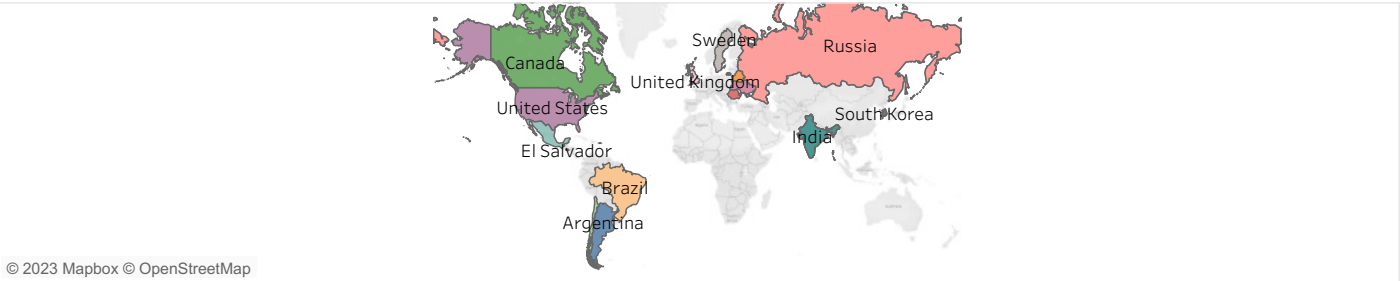 Sweden
Russia
Canada
United Kingdom
United States
South Korea
India
El Salvador
Brazil
Argentina
© 2023 Mapbox © OpenStreetMap